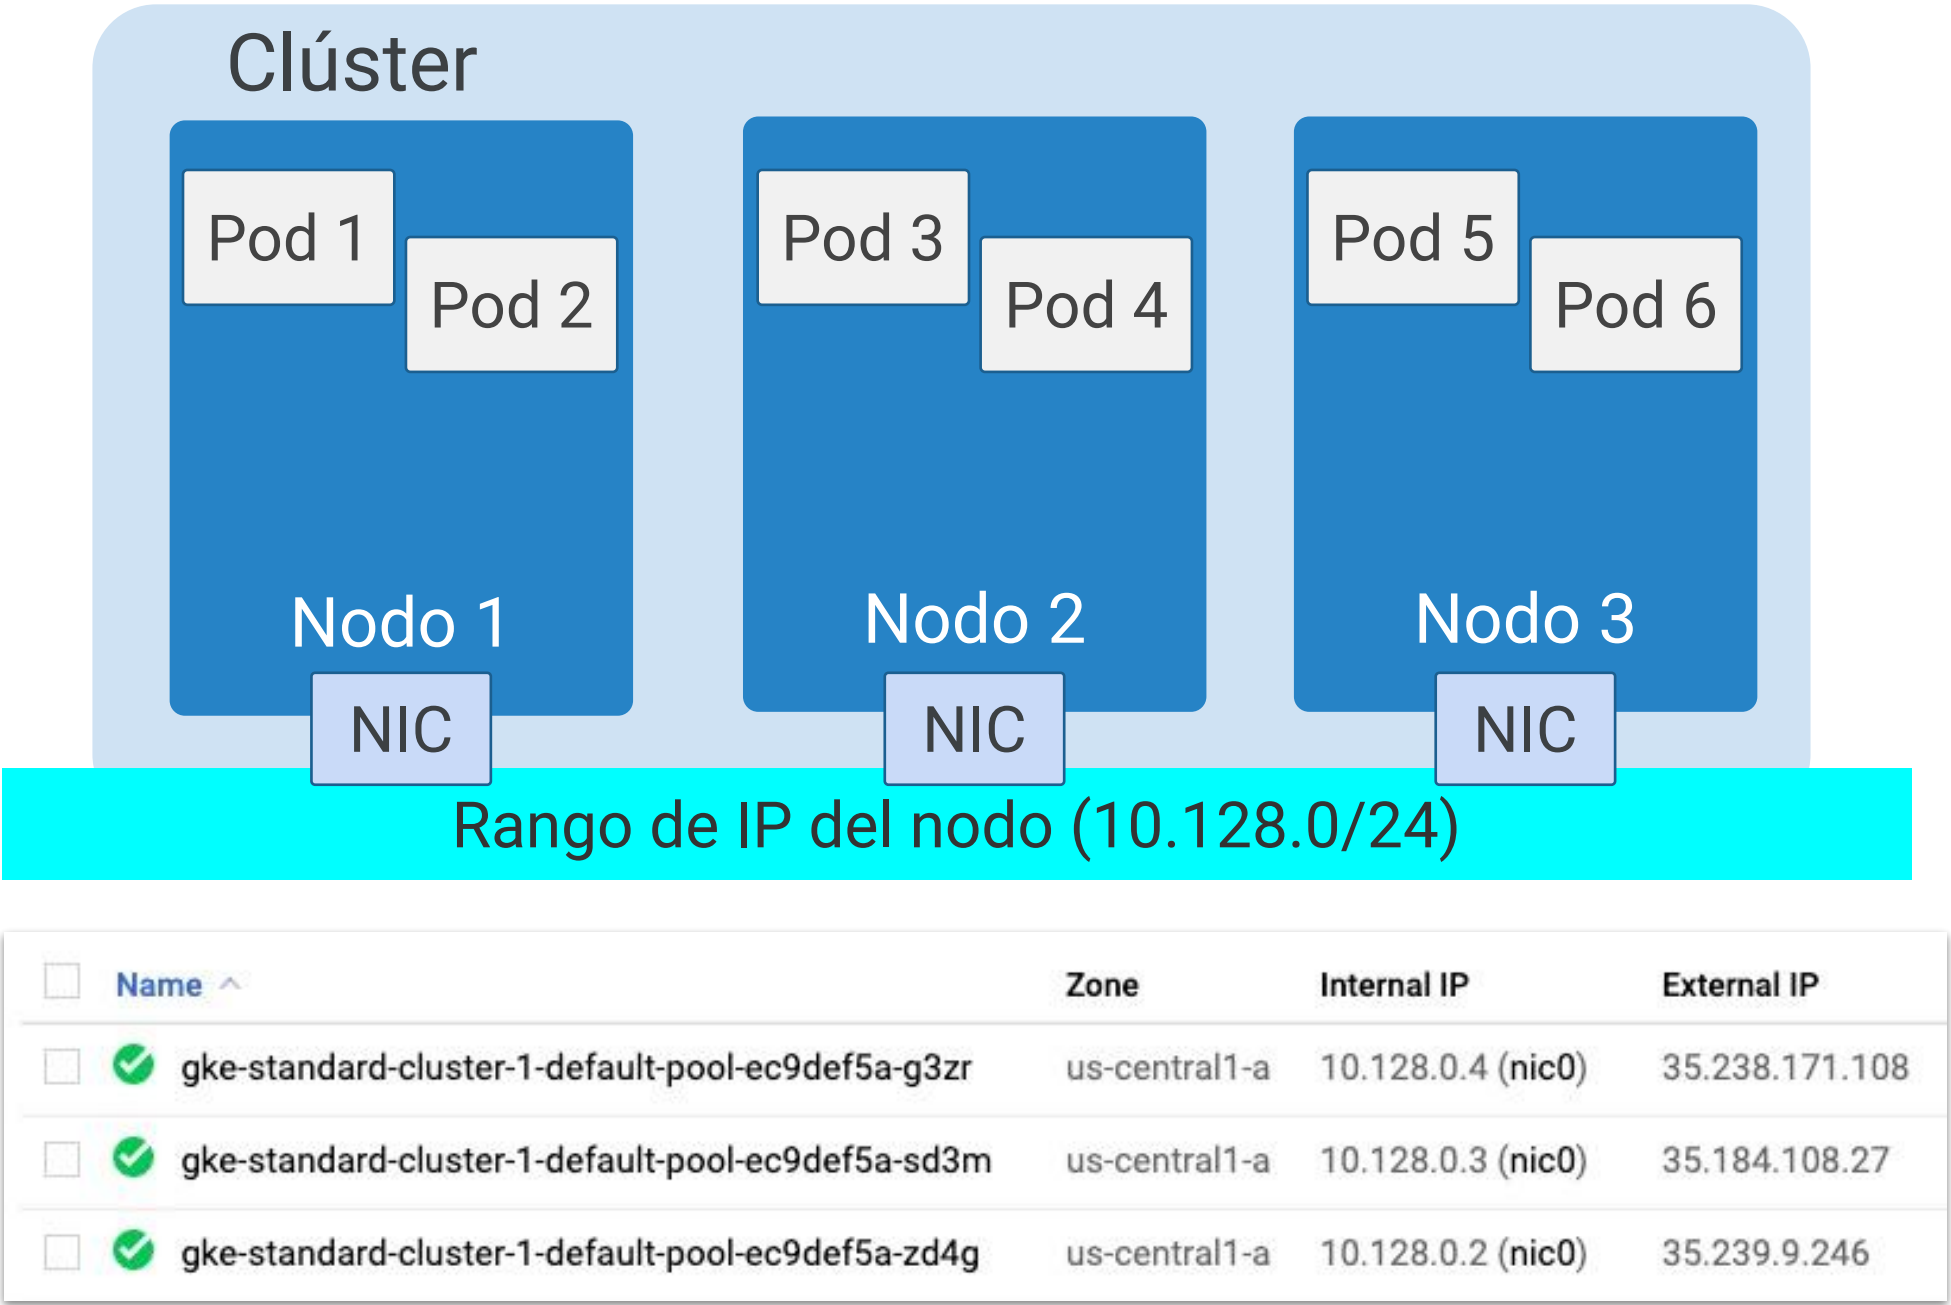 Clúster
Pod 1
Pod 2
Nodo 1
NIC
Pod 3
Pod 4
Nodo 2
NIC
Pod 5
Pod 6
Nodo 3
NIC
Rango de IP del nodo (10.128.0/24)
Name Zone Internal IP External IP
gke-standard-cluster-1-default-pool-ec9def5a-g3zr us-central1-a 10.128.0.4 (nic0) 35.238.171.108
gke-standard-cluster-1-default-pool-ec9def5a-sd3m us-central1-a 10.128.0.3 (nic0) 35.184.108.27
gke-standard-cluster-1-default-pool-ec9def5a-zd4g us-central1-a 10.128.0.2 (nic0) 35.239.9.246